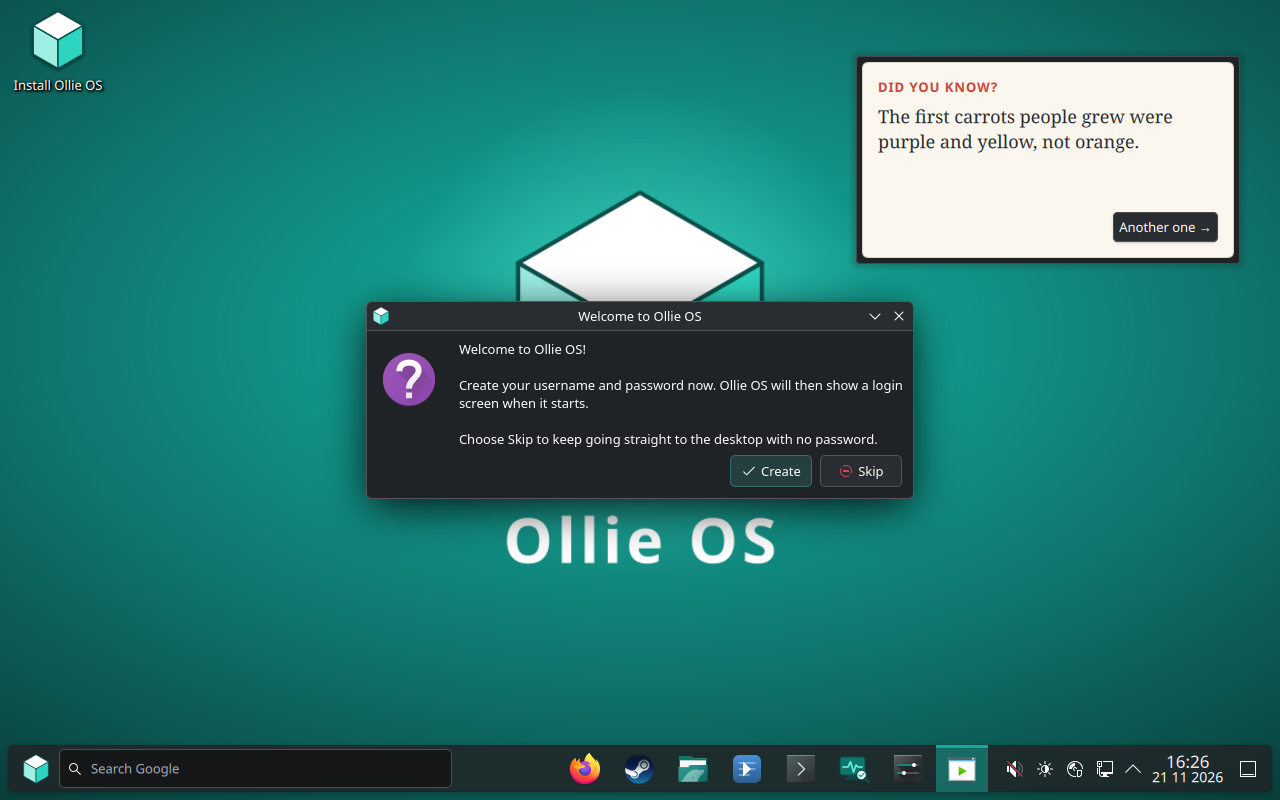 Install Ollie OS
DID YOU KNOW?
The first carrots people grew were
purple and yellow, not orange.
Another one →
Welcome to Ollie OS
Welcome to Ollie OS!
Create your username and password now. Ollie OS will then show a login
screen when it starts.
Choose Skip to keep going straight to the desktop with no password.
Create
Skip
Ollie OS
Search Google
16:26
21 11 2026